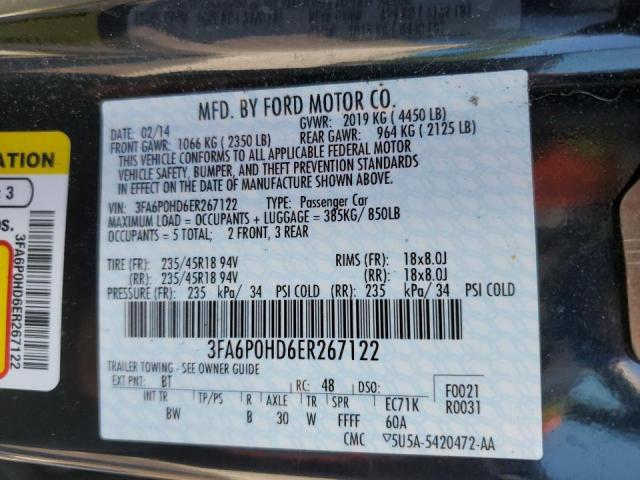 MFD. BY FORD MOTOR CO.
DATE: 02/14 GVWR: 2019 KG ( 4450 LB)
FRONT GAWR: 1066 KG ( 2350 LB) REAR GAWR: 964 KG ( 2125 LB)
THIS VEHICLE CONFORMS TO ALL APPLICABLE FEDERAL MOTOR
VEHICLE SAFETY, BUMPER, AND THEFT PREVENTION STANDARDS
IN EFFECT ON THE DATE OF MANUFACTURE SHOWN ABOVE.
VIN: 3FA6P0HD6ER267122 TYPE: Passenger Car
MAXIMUM LOAD = OCCUPANTS + LUGGAGE = 385KG/ 850LB
OCCUPANTS = 5 TOTAL; 2 FRONT, 3 REAR
TIRE (FR): 235/45R18 94V RIMS (FR): 18x8.0J
(RR): 235/45R18 94V (RR): 18x8.0J
PRESSURE (FR): 235 kPa/ 34 PSI COLD (RR): 235 kPa/ 34 PSI COLD
3FA6P0HD6ER267122
TRAILER TOWING - SEE OWNER GUIDE
EXT PNT: BT RC: 48 DSO: F0021
INT TR TP/PS R AXLE TR SPR EC71K R0031
BW B 30 W FFFF 60A
CMC ▽5U5A-5420472-AA
ATION
: 3
OS.
3FA6P0HD6ER267122